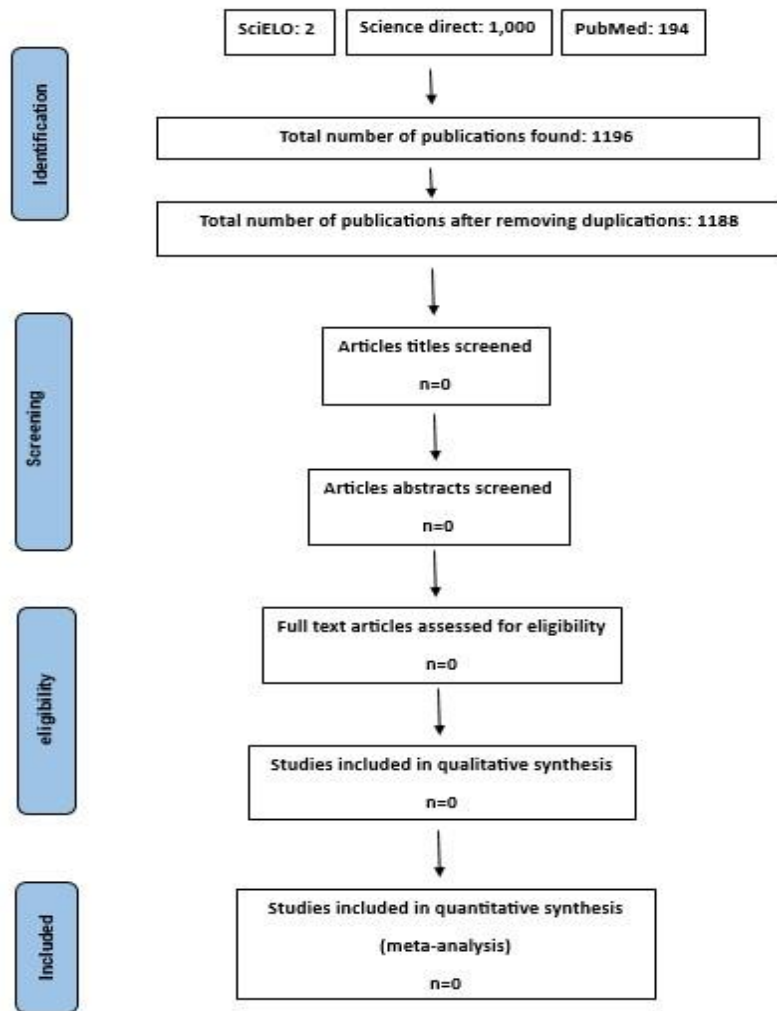 SciELO: 2
Science direct: 1,000
PubMed: 194
Identification
Total number of publications found: 1196
Total number of publications after removing duplications: 1188
Screening
Articles titles screened
n=0
Articles abstracts screened
n=0
eligibility
Full text articles assessed for eligibility
n=0
Studies included in qualitative synthesis
n=0
Included
Studies included in quantitative synthesis
(meta-analysis)
n=0